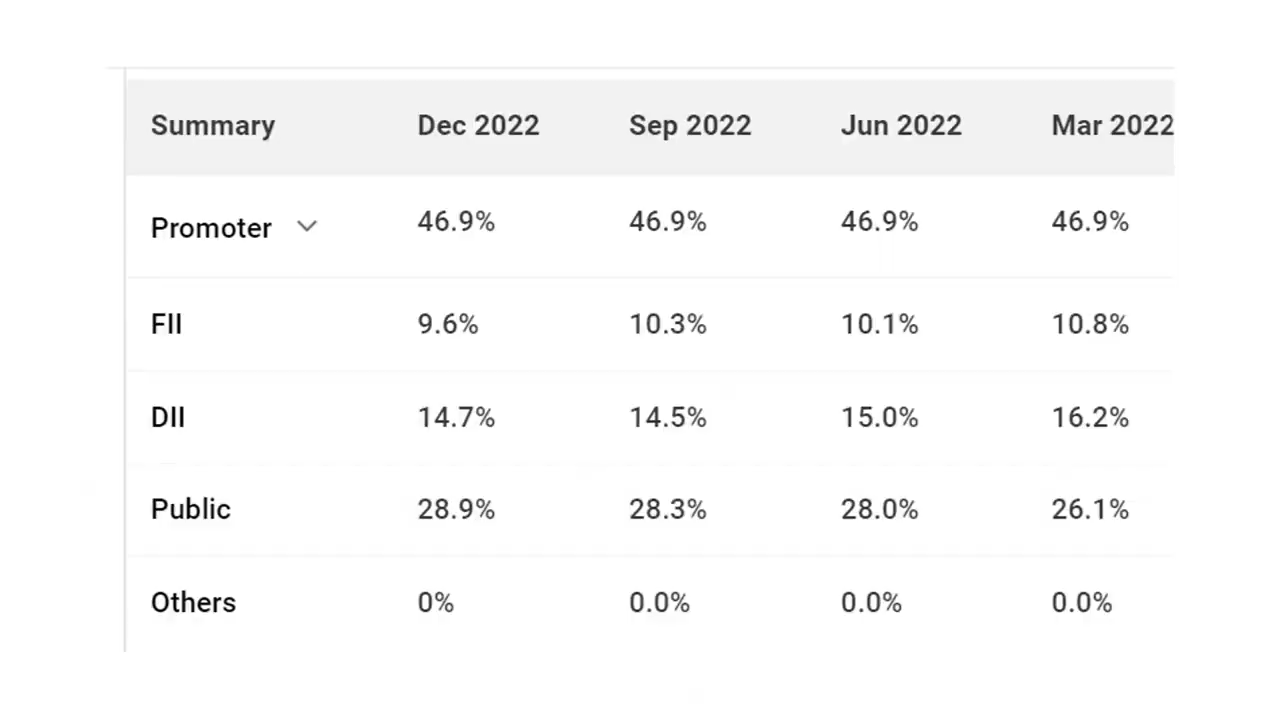 Summary Dec 2022 Sep 2022 Jun 2022 Mar 2022
Promoter 46.9% 46.9% 46.9% 46.9%
FII 9.6% 10.3% 10.1% 10.8%
DII 14.7% 14.5% 15.0% 16.2%
Public 28.9% 28.3% 28.0% 26.1%
Others 0% 0.0% 0.0% 0.0%